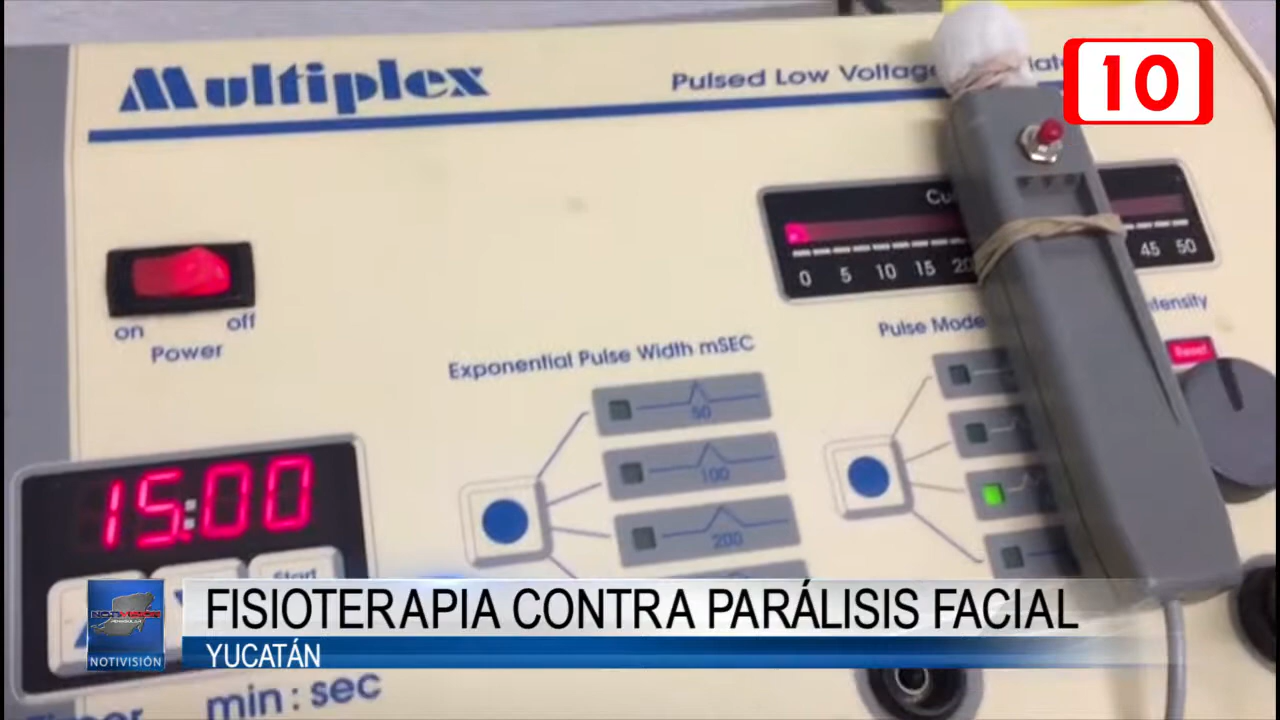 Multiplex
Pulsed Low Voltage
10
0 5 10 15 45 50
on off
Power
Exponential Pulse Width mSEC
Pulse Mode
Reset
50
100
200
15:00
Start
FISIOTERAPIA CONTRA PARÁLISIS FACIAL
YUCATÁN
NOTIVISIÓN
min : sec